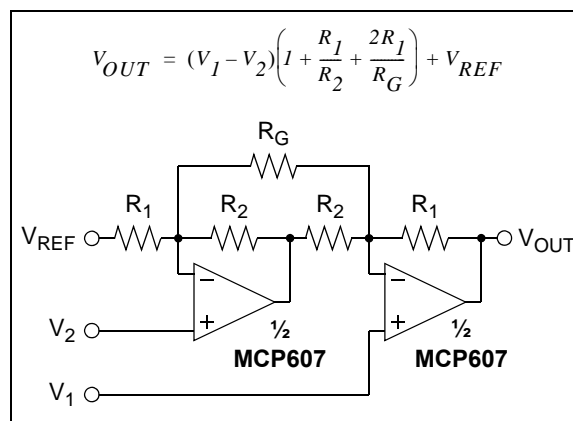 V_OUT = (V_1 – V_2)(1 + R_1/R_2 + 2R_1/R_G) + V_REF
R_G
R_1 R_2 R_2 R_1
V_REF V_OUT
– –
+ +
V_2 ½ ½
MCP607 MCP607
V_1